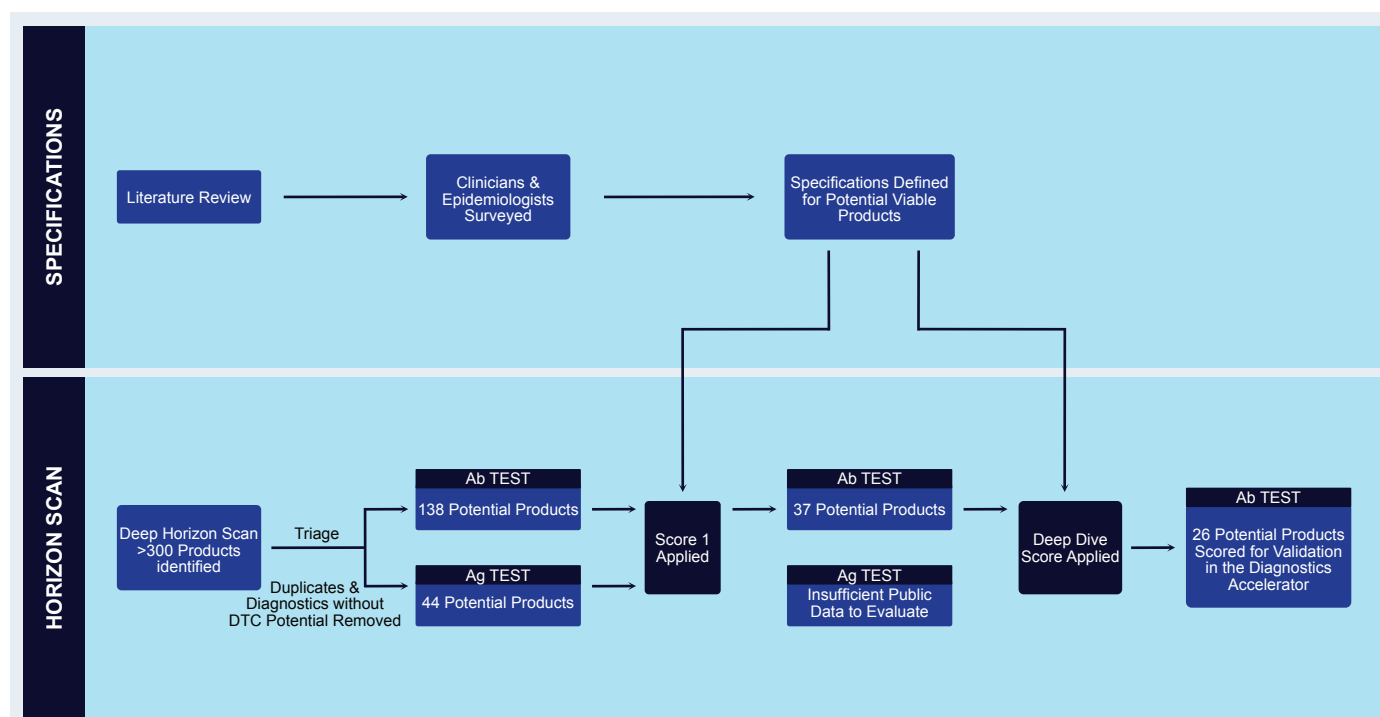 SPECIFICATIONS
Literature Review
Clinicians &
Epidemiologists
Surveyed
Specifications Defined
for Potential Viable
Products
HORIZON SCAN
Deep Horizon Scan
>300 Products
identified
Triage
Duplicates &
Diagnostics without
DTC Potential Removed
Ab TEST
138 Potential Products
Ag TEST
44 Potential Products
Score 1
Applied
Ab TEST
37 Potential Products
Ag TEST
Insufficient Public
Data to Evaluate
Deep Dive
Score Applied
Ab TEST
26 Potential Products
Scored for Validation
in the Diagnostics
Accelerator